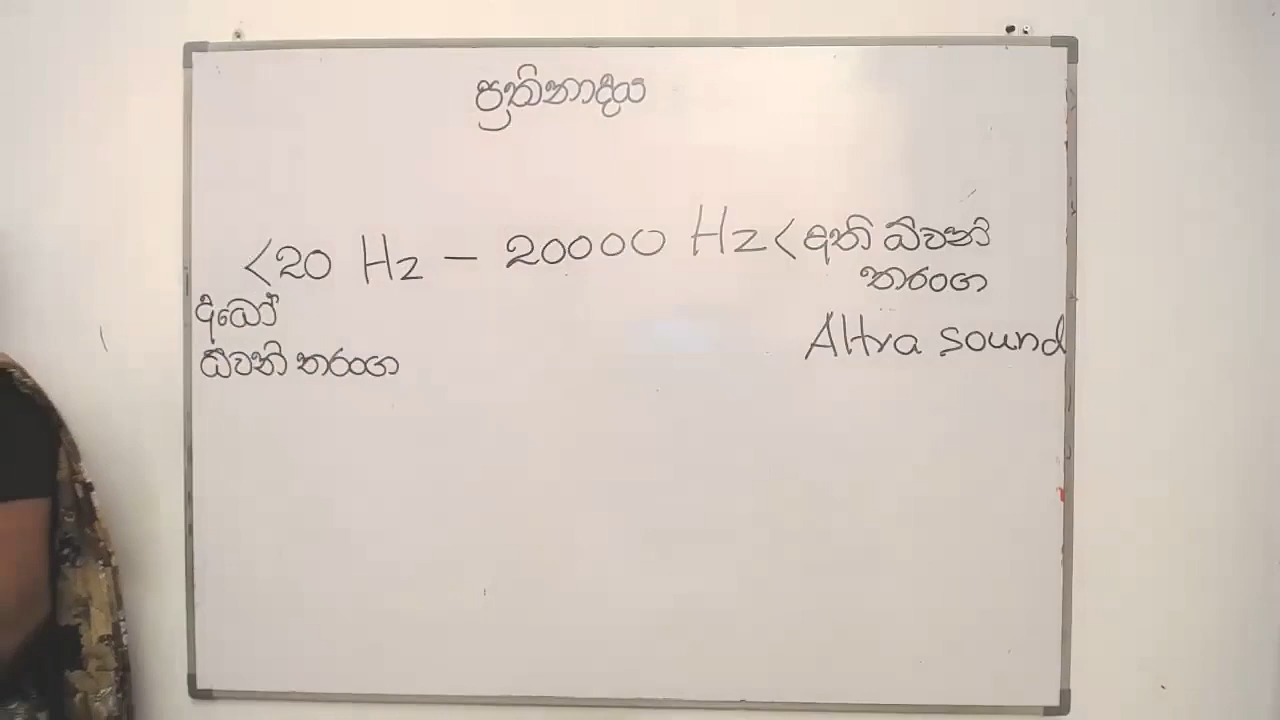 ප්‍රතිනාදය
<20 Hz – 20000 Hz< අති ධ්වනි
තරංග
අධෝ
ධ්වනි තරංග
Altra sound